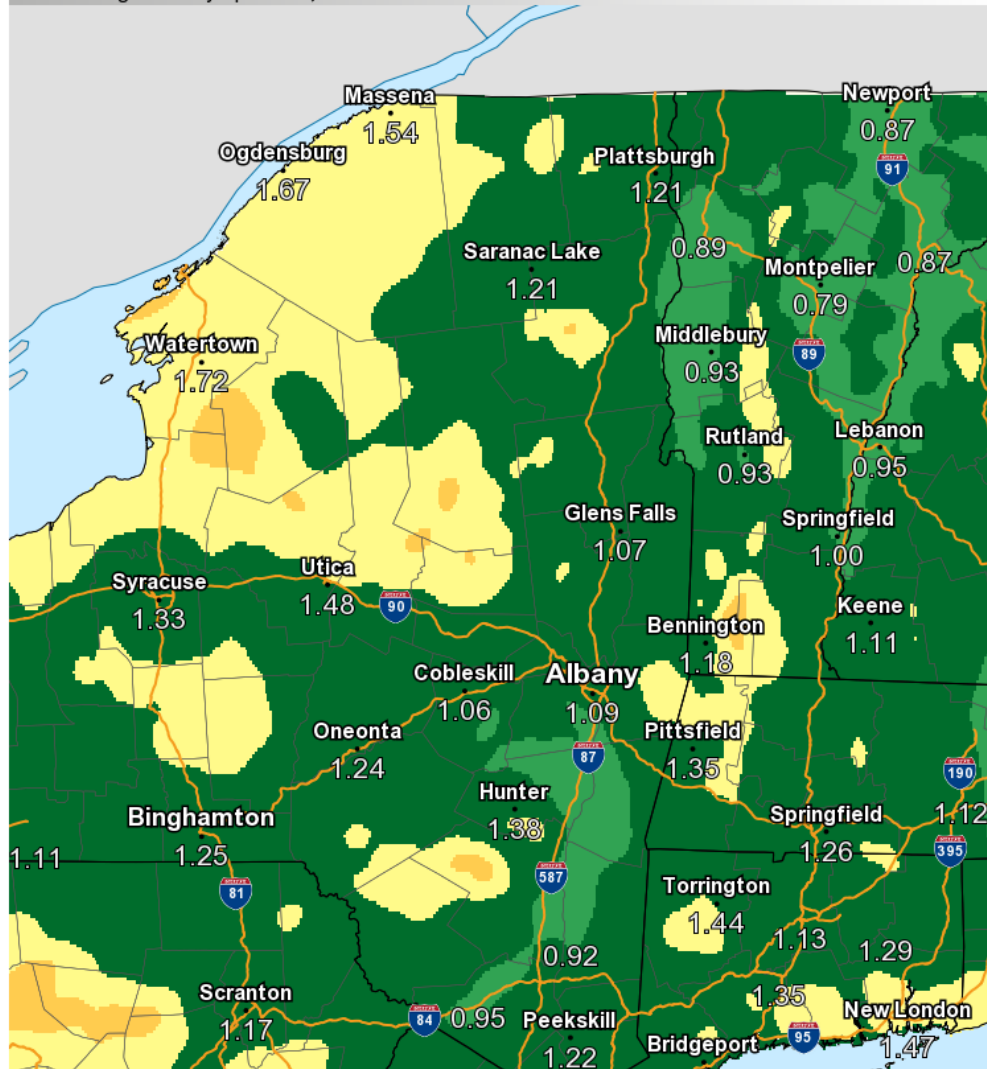 Massena
1.54
Newport
0.87
Ogdensburg
1.67
Plattsburgh
1.21
91
Saranac Lake
1.21
0.89
Montpelier
0.79
0.87
Watertown
1.72
Middlebury
0.93
89
Rutland
0.93
Lebanon
0.95
Glens Falls
1.07
Springfield
1.00
Syracuse
1.33
Utica
1.48
90
Keene
1.11
Bennington
1.18
Cobleskill
1.06
Albany
1.09
Oneonta
1.24
Pittsfield
1.35
87
190
Hunter
1.38
Binghamton
1.25
Springfield
1.26
1.12
395
1.11
81
587
Torrington
1.44
1.13
1.29
0.92
Scranton
1.17
84
0.95
Peekskill
1.22
1.35
95
New London
1.47
Bridgeport